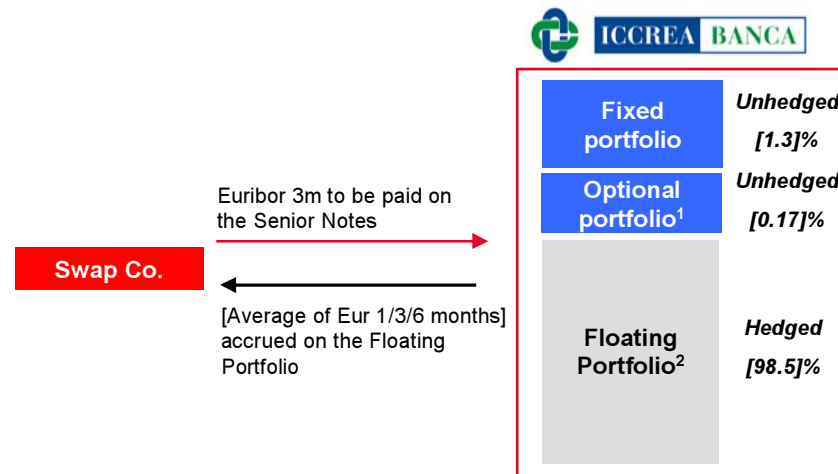 ICCREA BANCA
Fixed
portfolio
Unhedged
[1.3]%
Optional
portfolio1
Unhedged
[0.17]%
Euribor 3m to be paid on
the Senior Notes
Swap Co.
[Average of Eur 1/3/6 months]
accrued on the Floating
Portfolio
Floating
Portfolio2
Hedged
[98.5]%